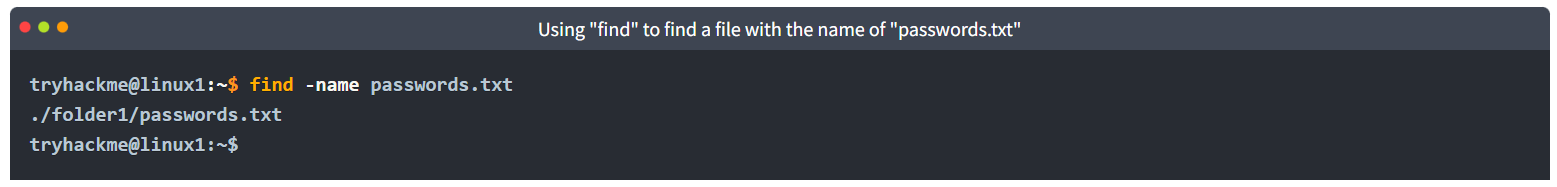 Using "find" to find a file with the name of "passwords.txt"
tryhackme@linux1:~$ find -name passwords.txt
./folder1/passwords.txt
tryhackme@linux1:~$